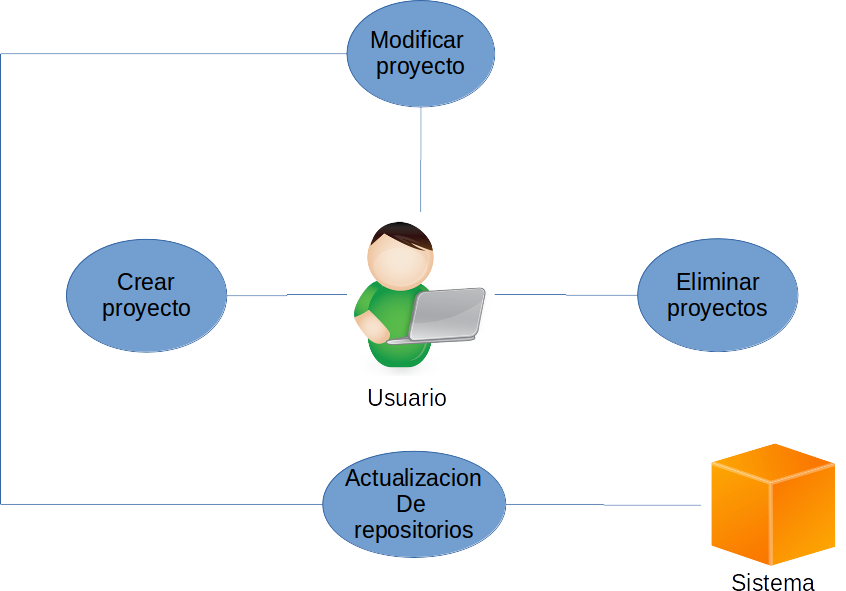 Modificar
proyecto
Crear
proyecto
Eliminar
proyectos
Usuario
Actualizacion
De
repositorios
Sistema